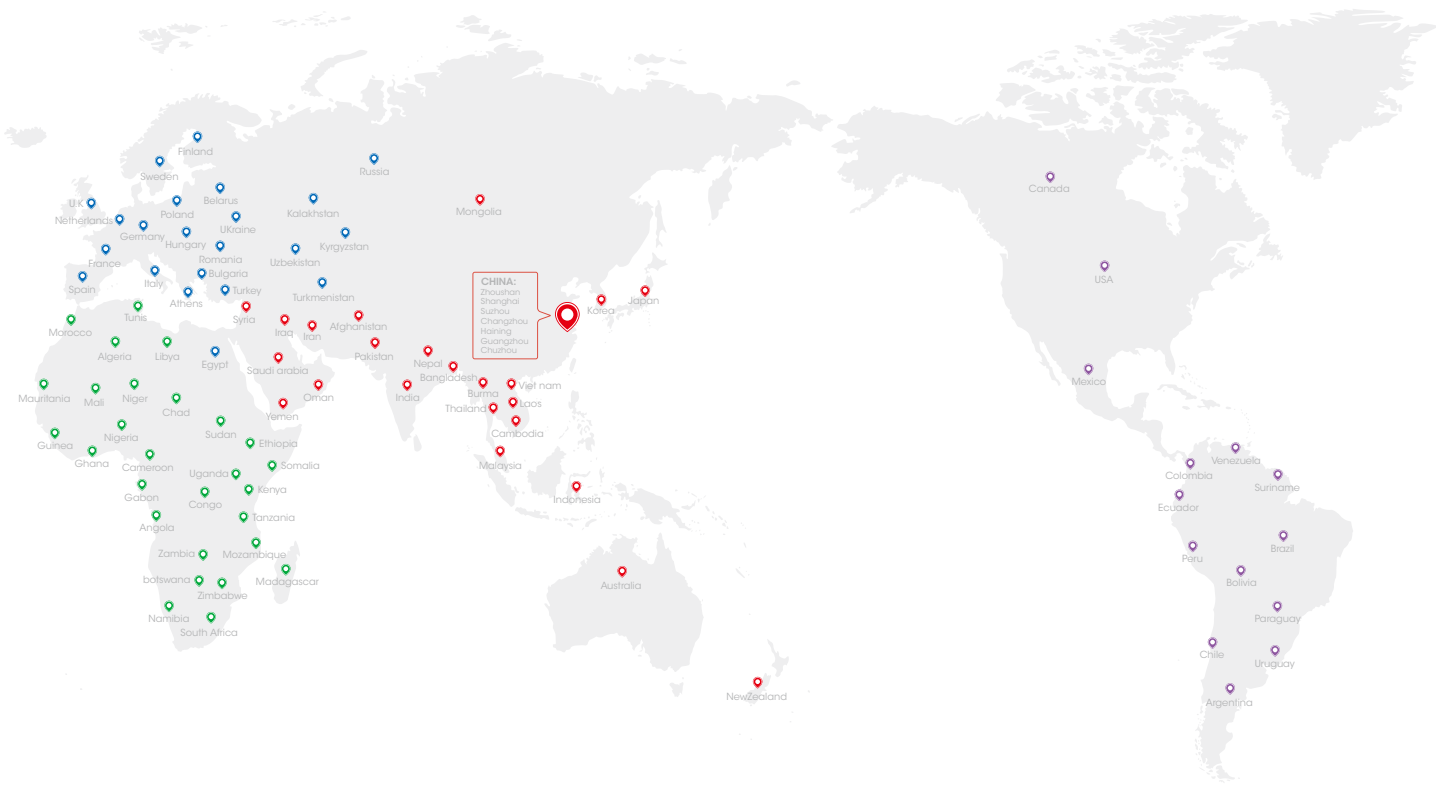 Finland
Sweden
Russia
U.K
Belarus
Poland
Netherlands
Germany
UKraine
Hungary
France
Romania
Italy
Bulgaria
Spain
Athens
Turkey
Kalakhstan
Kyrgyzstan
Uzbekistan
Turkmenistan
Mongolia
CHINA:
Zhoushan
Shanghai
Suzhou
Changzhou
Haining
Guangzhou
Chuzhou
Korea
Japan
Tunis
Morocco
Algeria
Libya
Egypt
Syria
Iraq
Iran
Afghanistan
Pakistan
Saudi arabia
Oman
Yemen
Nepal
Bangladesh
India
Burma
Viet nam
Thailand
Laos
Cambodia
Malaysia
Indonesia
Mauritania
Mali
Niger
Chad
Sudan
Guinea
Nigeria
Ethiopia
Ghana
Cameroon
Somalia
Uganda
Gabon
Congo
Kenya
Angola
Tanzania
Zambia
Mozambique
botswana
Zimbabwe
Madagascar
Namibia
South Africa
Australia
NewZealand
Canada
USA
Mexico
Venezuela
Colombia
Suriname
Ecuador
Brazil
Peru
Bolivia
Paraguay
Chile
Uruguay
Argentina